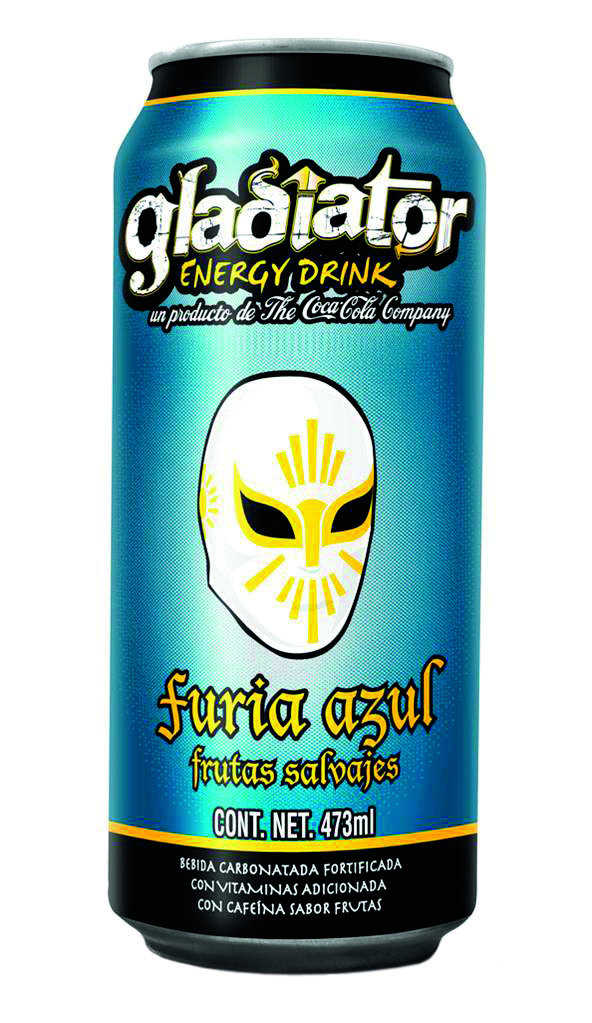 gladiator
ENERGY DRINK
un producto de The Coca-Cola Company
furia azul
frutas salvajes
CONT. NET. 473ml
BEBIDA CARBONATADA FORTIFICADA
CON VITAMINAS ADICIONADA
CON CAFEÍNA SABOR FRUTAS